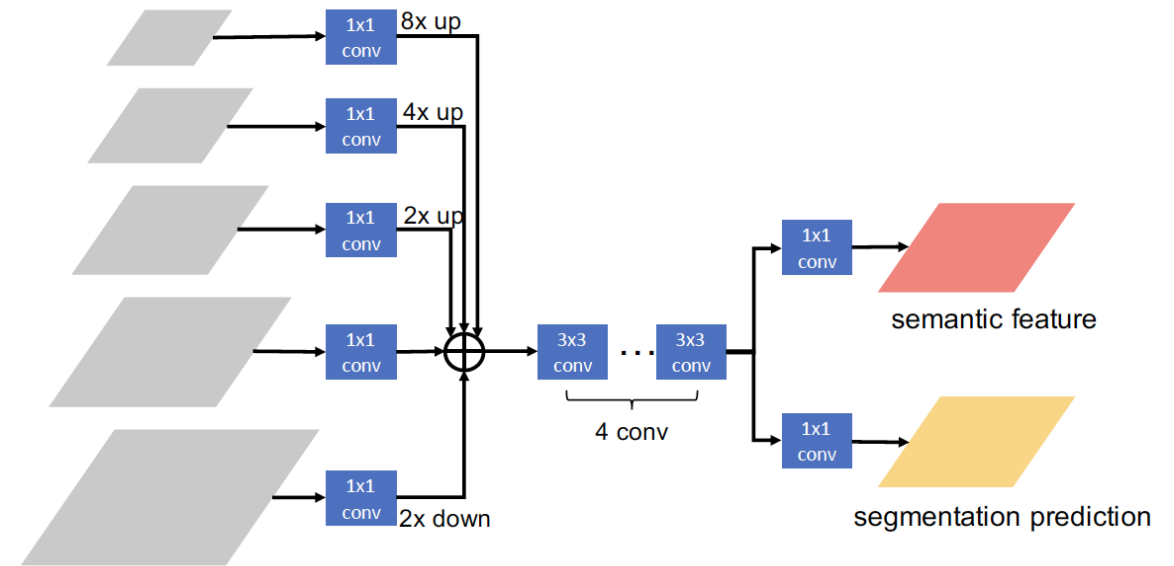 1x1
conv
8x up
1x1
conv
4x up
1x1
conv
2x up
1x1
conv
1x1
conv
2x down
3x3
conv
...
3x3
conv
4 conv
1x1
conv
semantic feature
1x1
conv
segmentation prediction